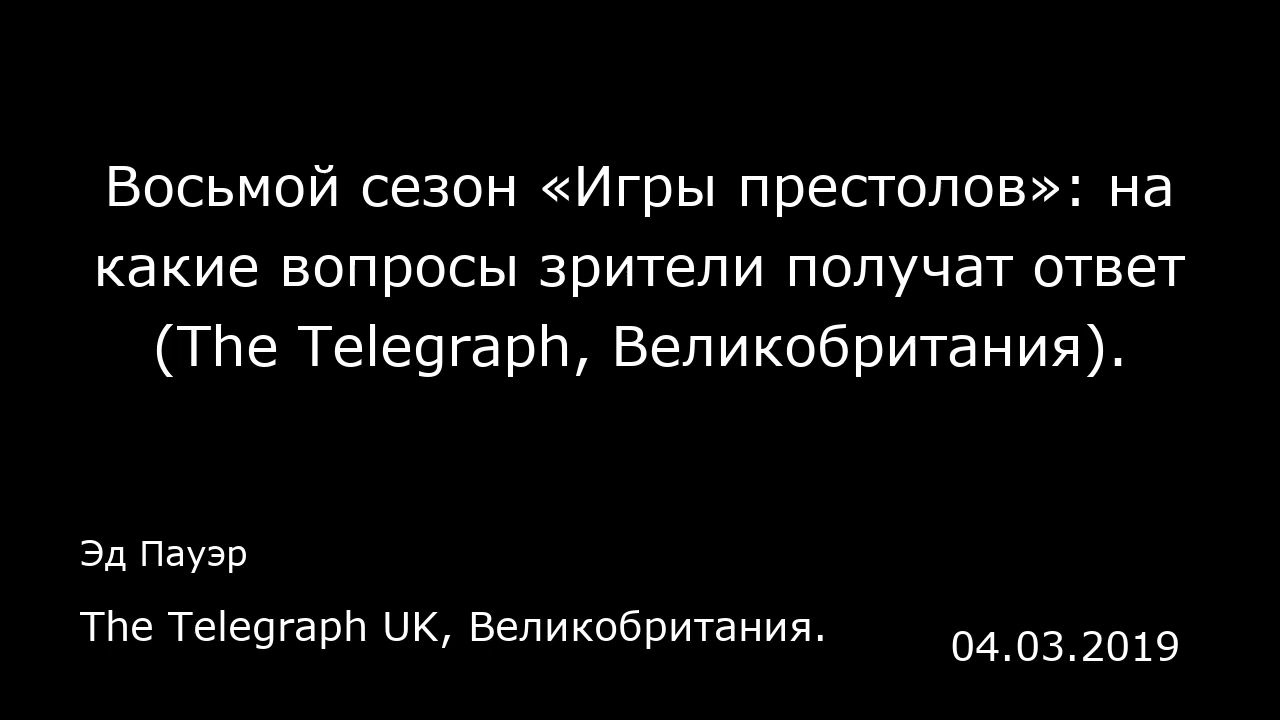 Восьмой сезон «Игры престолов»: на
какие вопросы зрители получат ответ
(The Telegraph, Великобритания).
Эд Пауэр
The Telegraph UK, Великобритания.
04.03.2019